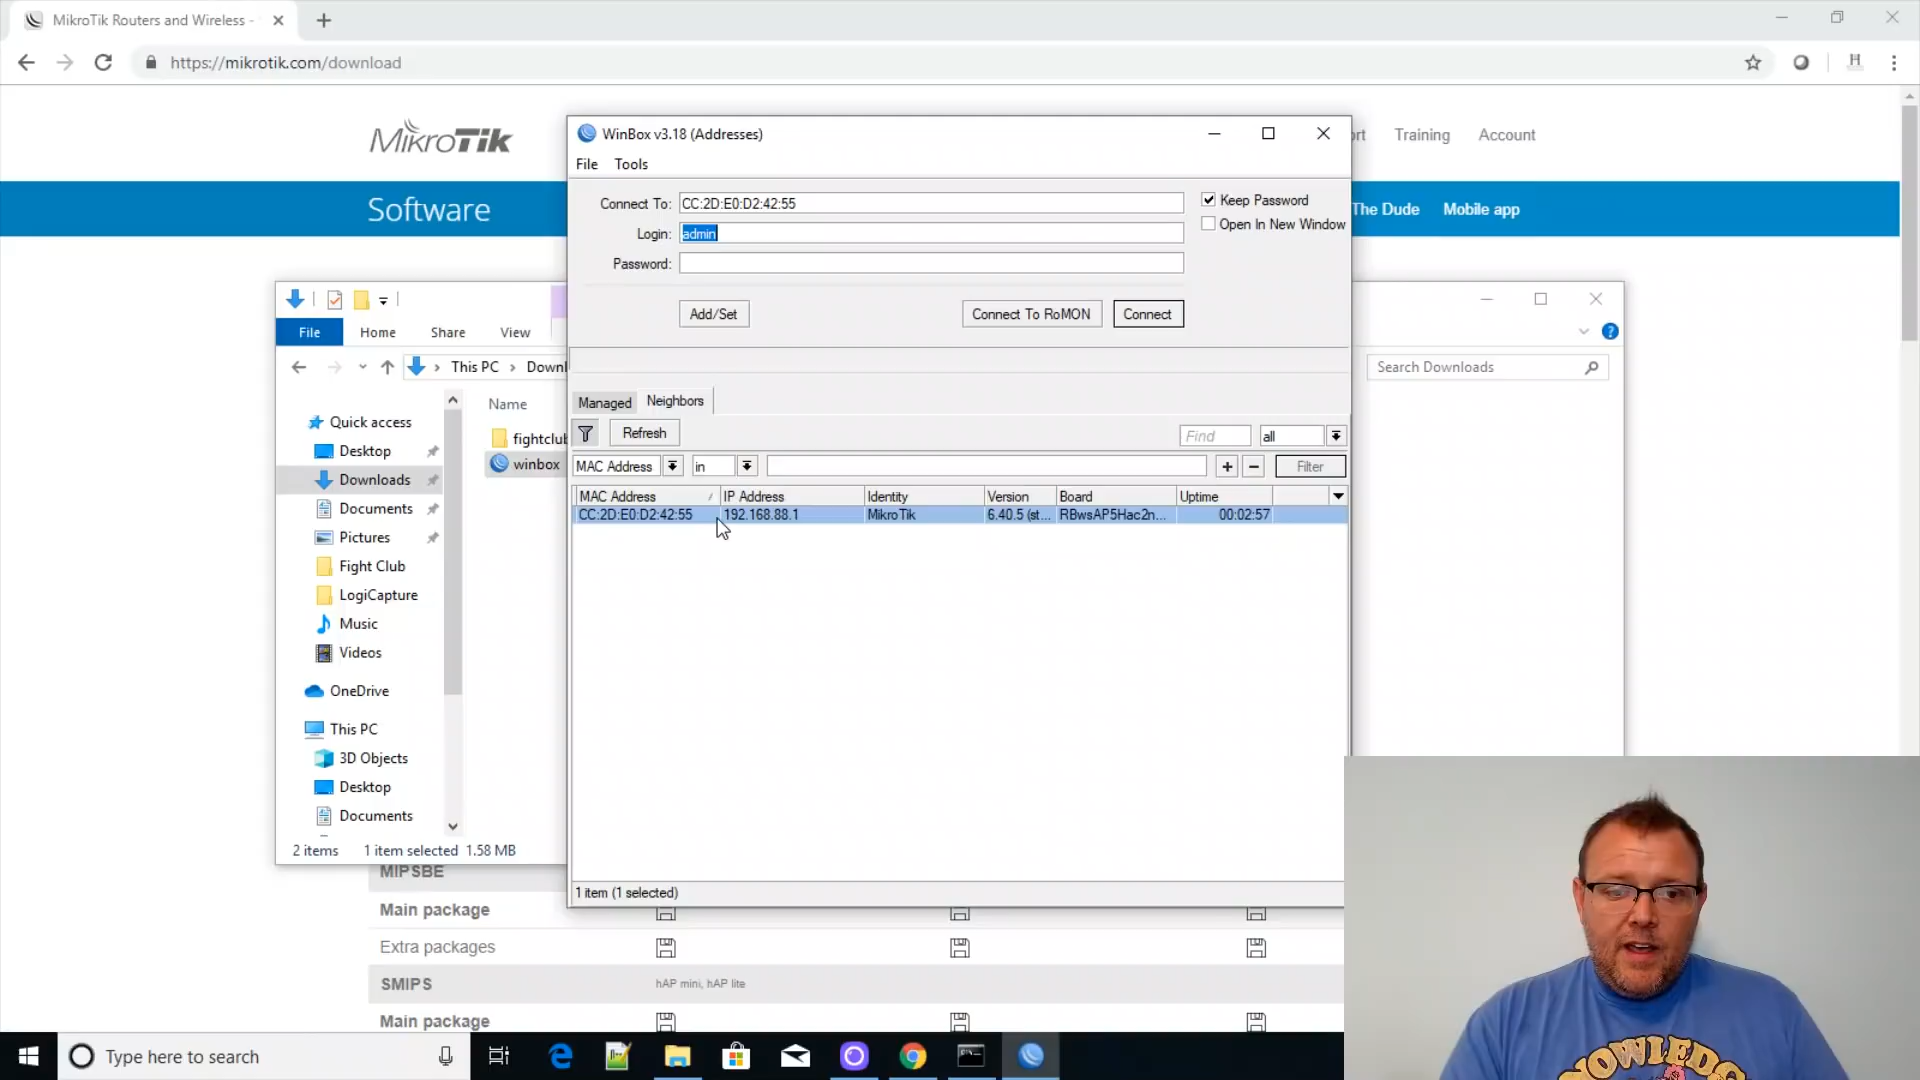 MikroTik Routers and Wireless -
https://mikrotik.com/download
MikroTik
Training
Account
Software
The Dude
Mobile app
WinBox v3.18 (Addresses)
File Tools
Connect To: CC:2D:E0:D2:42:55
Keep Password
Login: admin
Open In New Window
Password:
Add/Set
Connect To RoMON
Connect
Managed
Neighbors
Refresh
Find
all
MAC Address
in
Filter
MAC Address
IP Address
Identity
Version
Board
Uptime
CC:2D:E0:D2:42:55
192.168.88.1
MikroTik
6.40.5 (st...
RBwsAP5Hac2n...
00:02:57
1 item (1 selected)
File
Home
Share
View
This PC
Downl
Search Downloads
Quick access
Desktop
Downloads
Documents
Pictures
Fight Club
LogiCapture
Music
Videos
OneDrive
This PC
3D Objects
Desktop
Documents
Name
fightclub
winbox
2 items
1 item selected 1.58 MB
MIPSBE
Main package
Extra packages
SMIPS
hAP mini, hAP lite
Main package
Type here to search